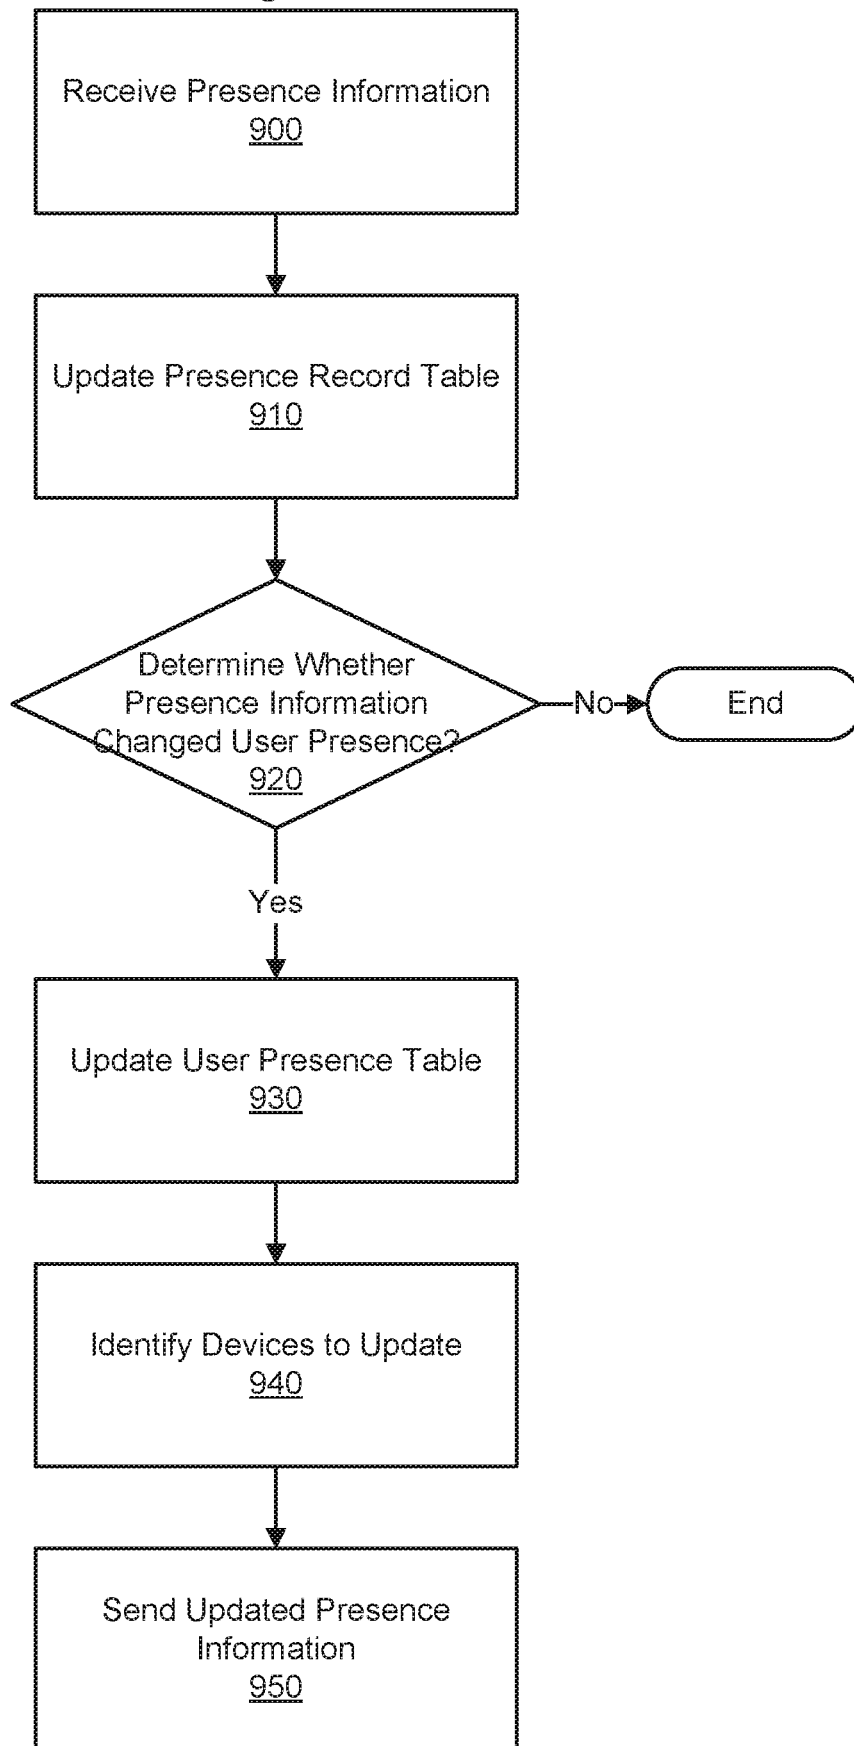 Receive Presence Information
900
Update Presence Record Table
910
Determine Whether
Presence Information
Changed User Presence?
920
No
End
Yes
Update User Presence Table
930
Identify Devices to Update
940
Send Updated Presence
Information
950